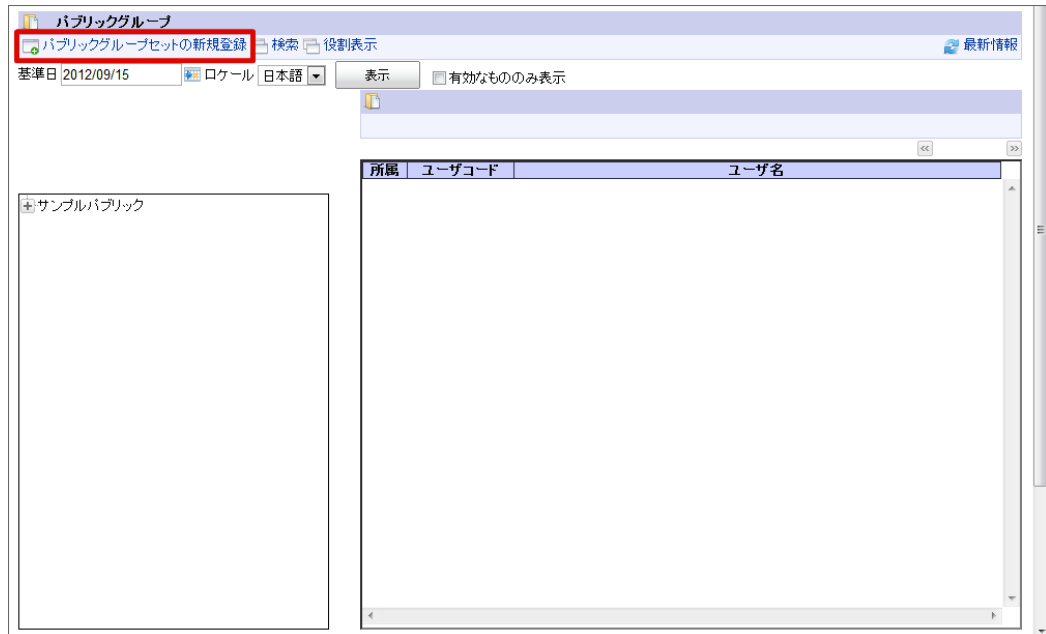 パブリックグループ
パブリックグループセットの新規登録 検索 役割表示 最新情報
基準日 2012/09/15 ロケール 日本語 表示 有効なもののみ表示
<< >>
所属 ユーザコード ユーザ名
サンプルパブリック